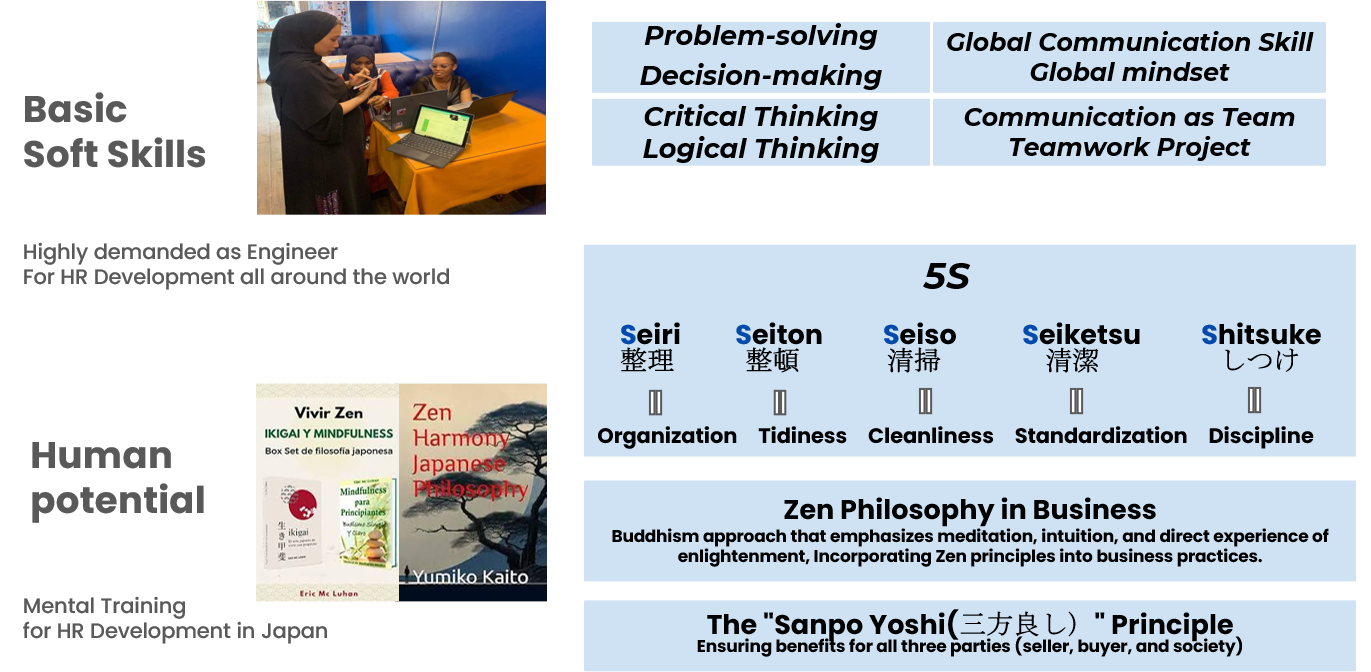 Basic
Soft Skills
Highly demanded as Engineer
For HR Development all around the world
Problem-solving
Decision-making
Global Communication Skill
Global mindset
Critical Thinking
Logical Thinking
Communication as Team
Teamwork Project
5S
Seiri Seiton Seiso Seiketsu Shitsuke
整理 整頓 清掃 清潔 しつけ
Organization Tidiness Cleanliness Standardization Discipline
Human
potential
Mental Training
for HR Development in Japan
Vivir Zen
IKIGAI Y MINDFULNESS
Box Set de filosofía japonesa
生き甲斐
ikigai
Mindfulness
para
Principiantes
Eric Mc Luhan
Zen
Harmony
Japanese
Philosophy
Yumiko Kaito
Zen Philosophy in Business
Buddhism approach that emphasizes meditation, intuition, and direct experience of
enlightenment, Incorporating Zen principles into business practices.
The "Sanpo Yoshi(三方良し）" Principle
Ensuring benefits for all three parties (seller, buyer, and society)